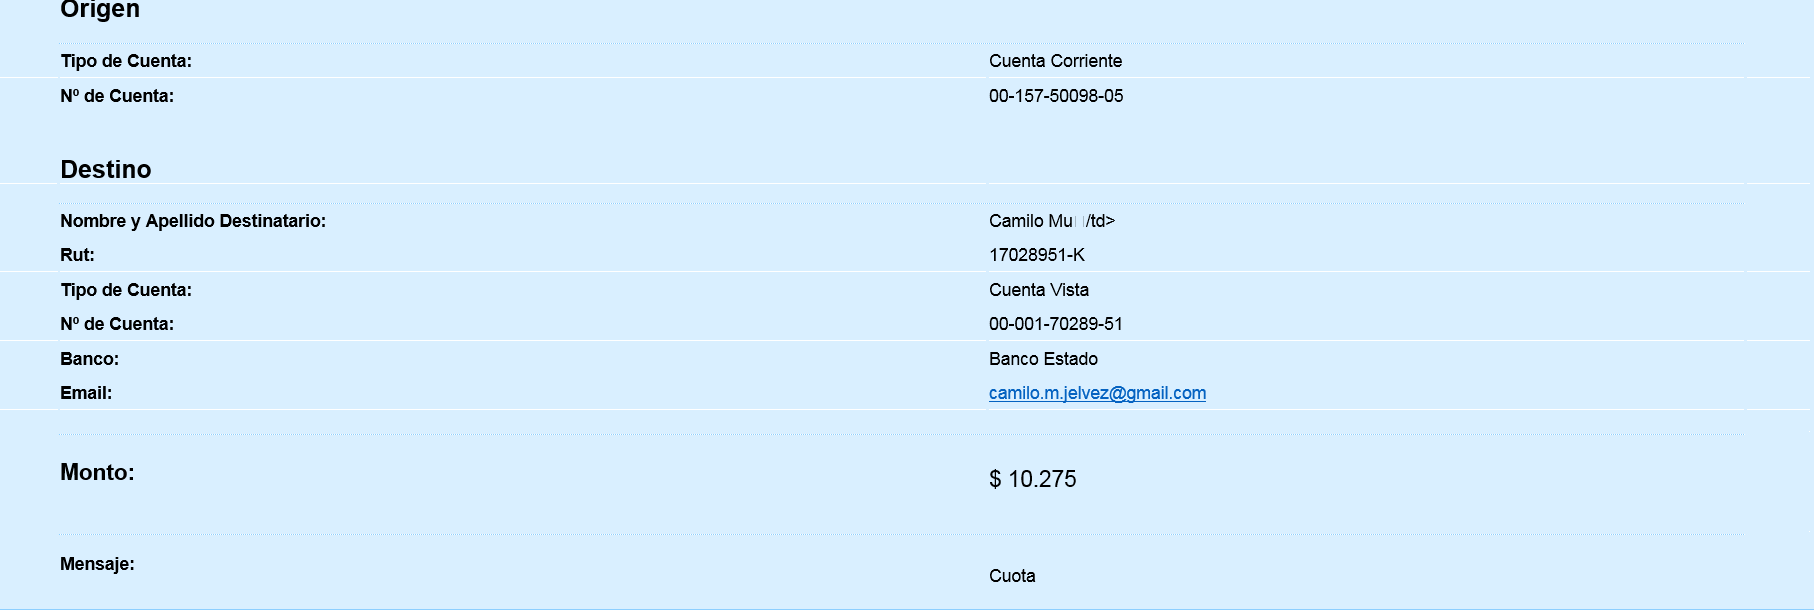 Origen
Tipo de Cuenta: Cuenta Corriente
Nº de Cuenta: 00-157-50098-05
Destino
Nombre y Apellido Destinatario: Camilo Mu /td>
Rut: 17028951-K
Tipo de Cuenta: Cuenta Vista
Nº de Cuenta: 00-001-70289-51
Banco: Banco Estado
Email: camilo.m.jelvez@gmail.com
Monto: $ 10.275
Mensaje: Cuota